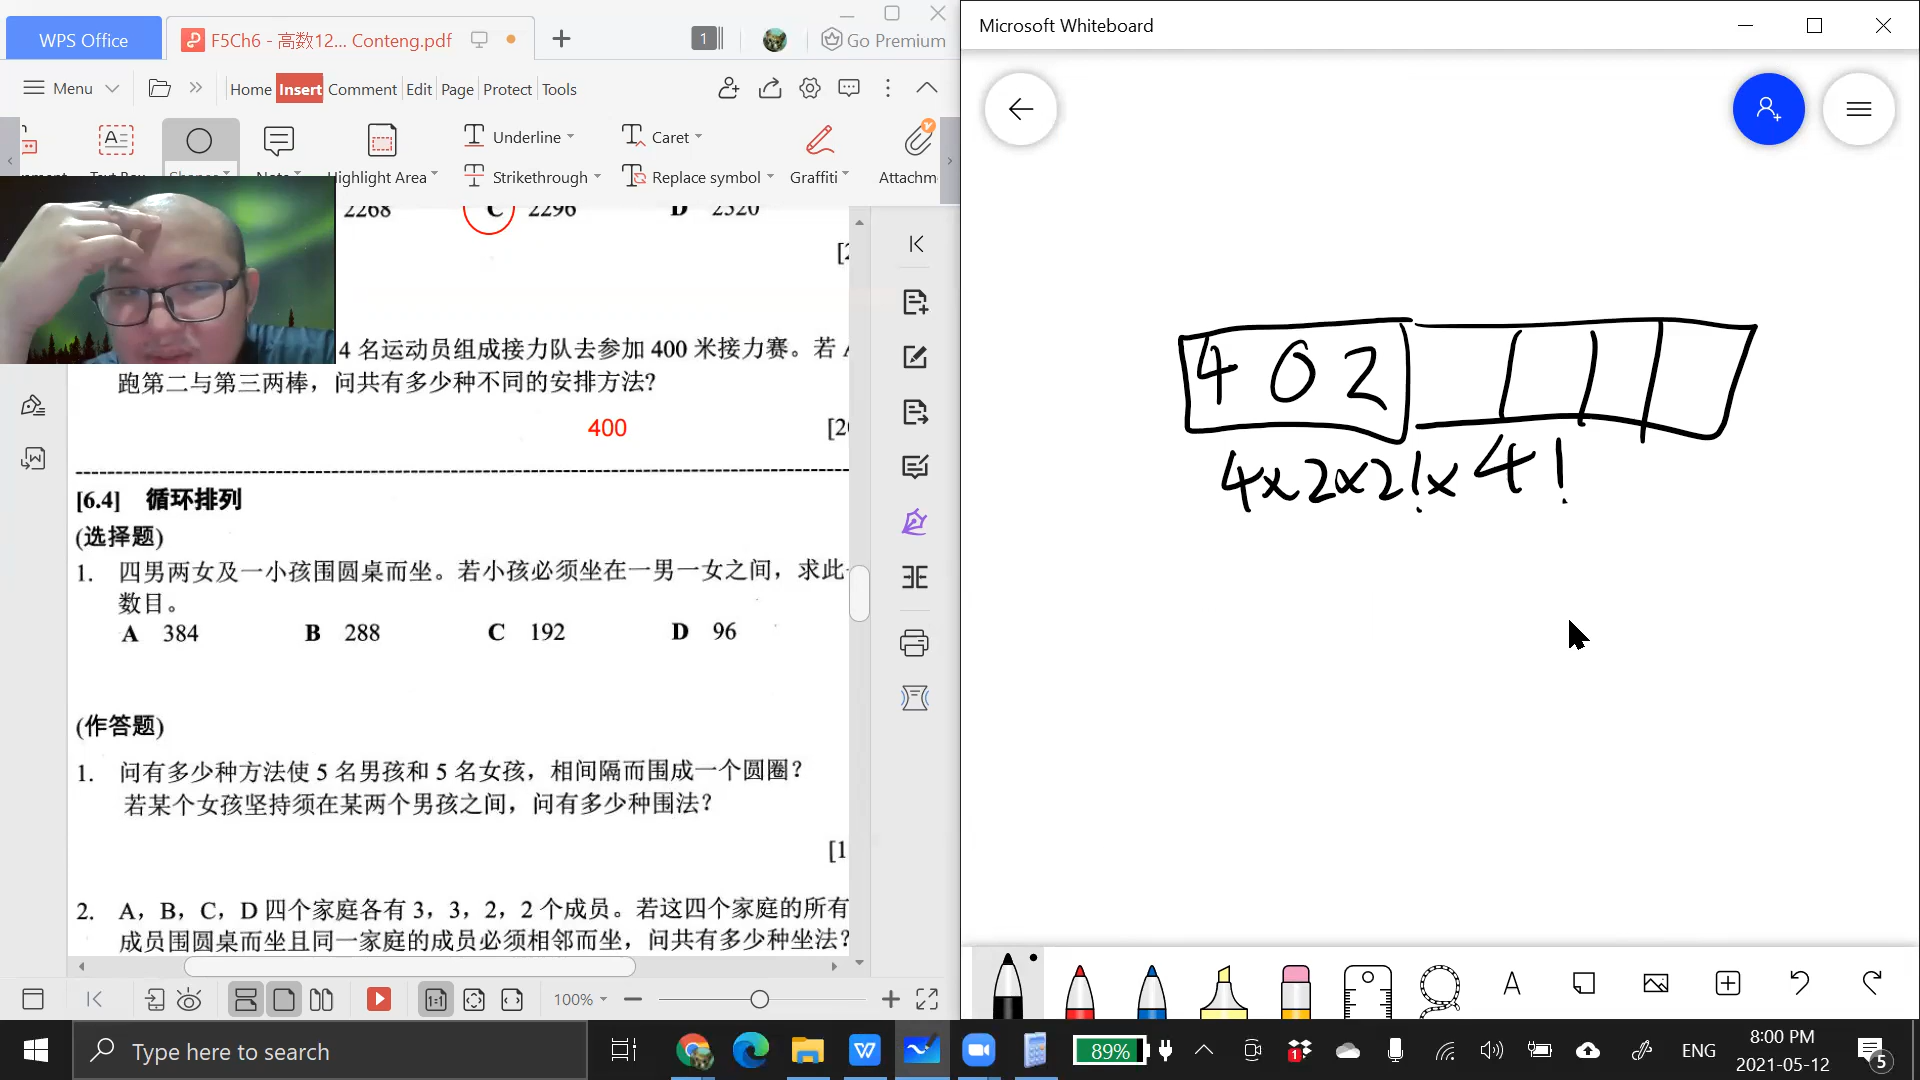 WPS Office
F5Ch6 - 高数12... Conteng.pdf
1
Go Premium
Menu
Home Insert Comment Edit Page Protect Tools
Underline
Caret
Strikethrough
Replace symbol
Highlight Area
Graffiti
Attachm
2268 C 2296 D 2320
[2
4 名运动员组成接力队去参加 400 米接力赛。若 A
跑第二与第三两棒，问共有多少种不同的安排方法?
400
[20
[6.4] 循环排列
(选择题)
1. 四男两女及一小孩围圆桌而坐。若小孩必须坐在一男一女之间，求此
数目。
A 384 B 288 C 192 D 96
(作答题)
1. 问有多少种方法使 5 名男孩和 5 名女孩，相间隔而围成一个圆圈?
若某个女孩坚持须在某两个男孩之间，问有多少种围法?
[1
2. A，B，C，D 四个家庭各有 3，3，2，2 个成员。若这四个家庭的所有
成员围圆桌而坐且同一家庭的成员必须相邻而坐，问共有多少种坐法?
1:1
100%
Microsoft Whiteboard
4 0 2
4x2x2!x4!
Type here to search
89%
1
ENG
8:00 PM
2021-05-12
5